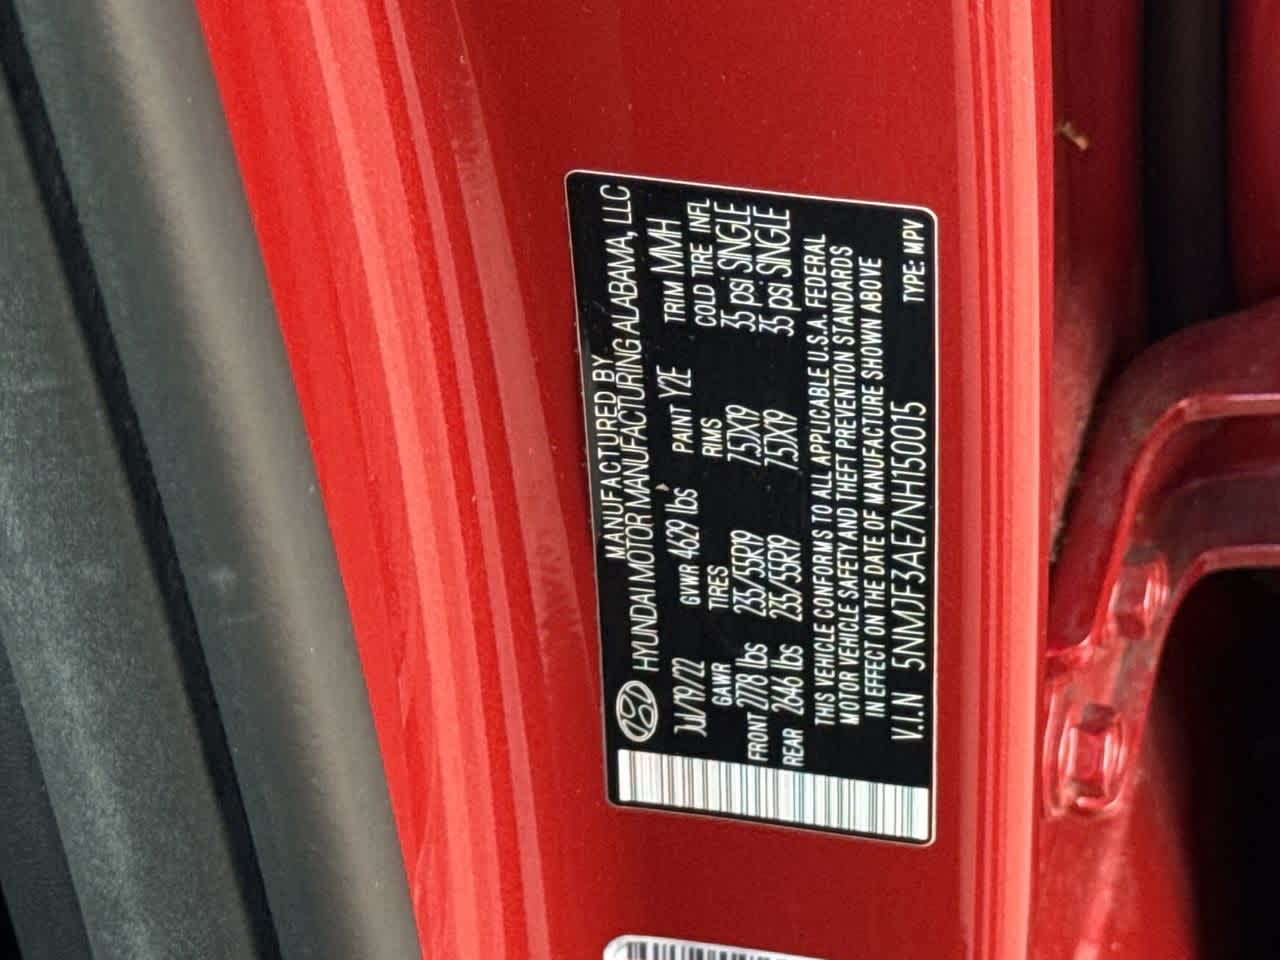 MANUFACTURED BY
HYUNDAI MOTOR MANUFACTURING ALABAMA, LLC
JUL/19/22 GVWR 4629 lbs PAINT Y2E TRIM MMH
GAWR TIRES RIMS COLD TIRE INFL
FRONT 2778 lbs 235/55R19 7.5JX19 35 psi SINGLE
REAR 2646 lbs 235/55R19 7.5JX19 35 psi SINGLE
THIS VEHICLE CONFORMS TO ALL APPLICABLE U.S.A. FEDERAL
MOTOR VEHICLE SAFETY AND THEFT PREVENTION STANDARDS
IN EFFECT ON THE DATE OF MANUFACTURE SHOWN ABOVE
V.I.N 5NMJF3AE7NH150015 TYPE: MPV